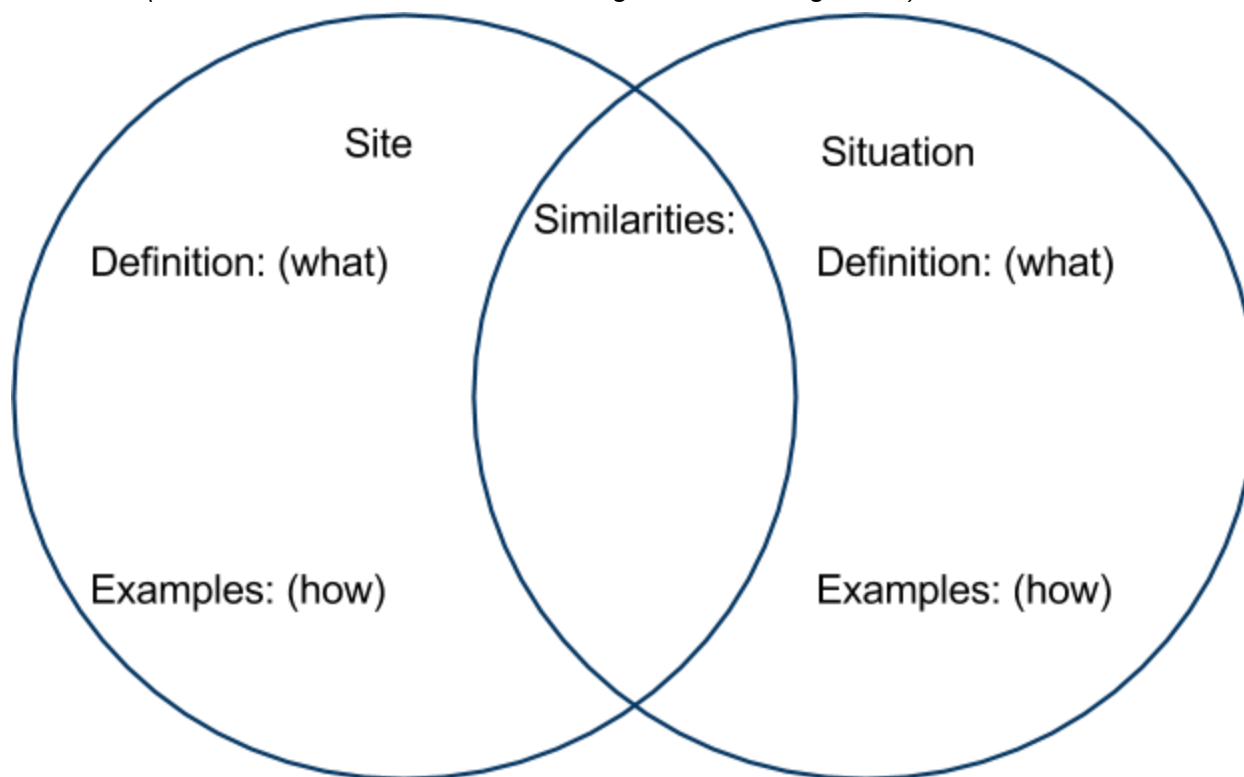 Site
Situation
Similarities:
Definition: (what)
Definition: (what)
Examples: (how)
Examples: (how)